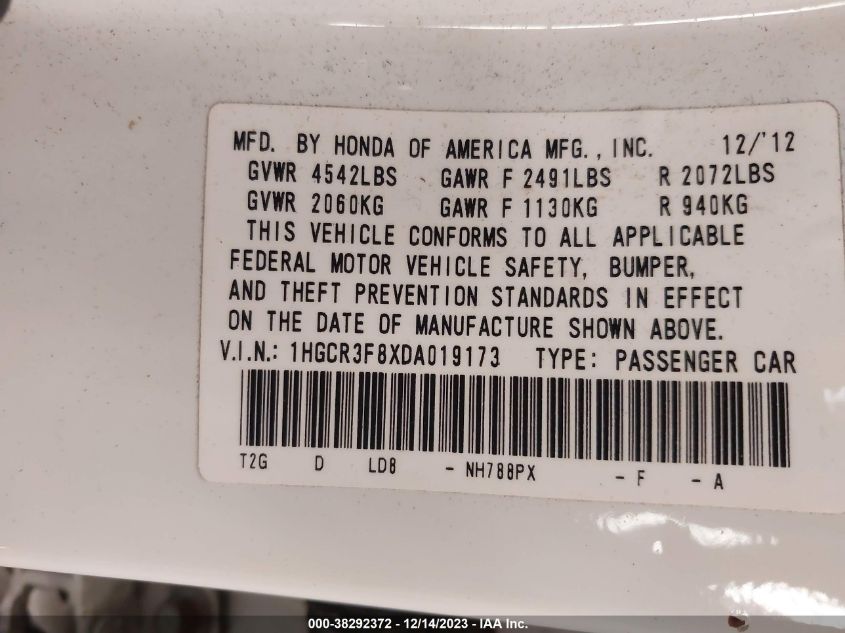 MFD. BY HONDA OF AMERICA MFG., INC. 12/'12
GVWR 4542LBS GAWR F 2491LBS R 2072LBS
GVWR 2060KG GAWR F 1130KG R 940KG
THIS VEHICLE CONFORMS TO ALL APPLICABLE
FEDERAL MOTOR VEHICLE SAFETY, BUMPER,
AND THEFT PREVENTION STANDARDS IN EFFECT
ON THE DATE OF MANUFACTURE SHOWN ABOVE.
V.I.N.: 1HGCR3F8XDA019173 TYPE: PASSENGER CAR
T2G D LD8 - NH788PX - F - A
000-38292372 - 12/14/2023 - IAA Inc.